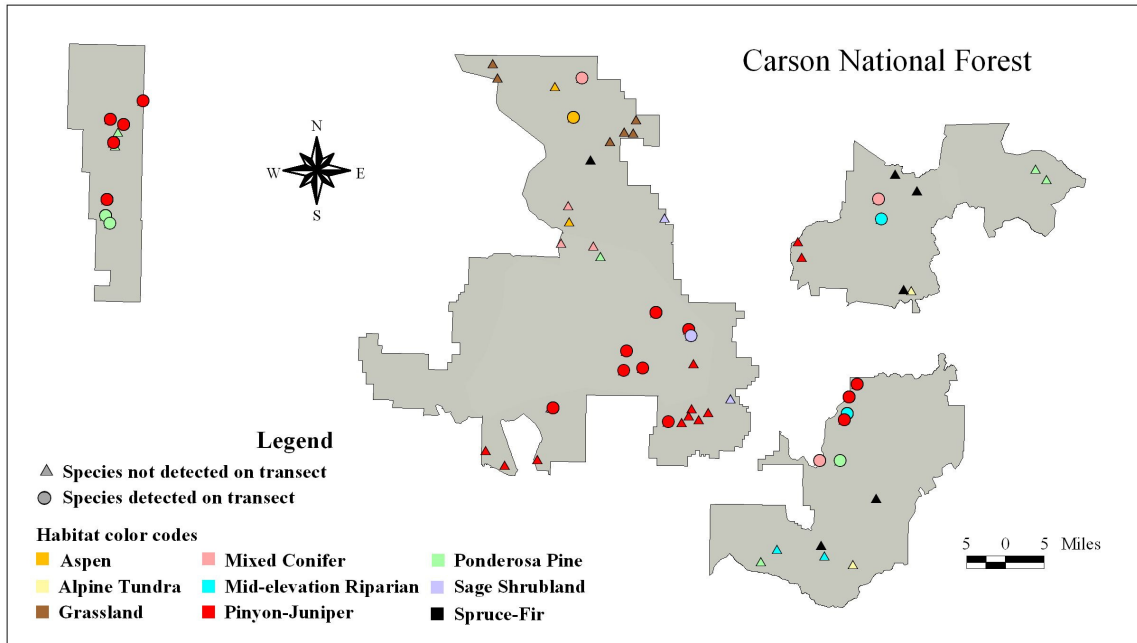 Carson National Forest
N
W E
S
Legend
Species not detected on transect
Species detected on transect
Habitat color codes
Aspen Mixed Conifer Ponderosa Pine
Alpine Tundra Mid-elevation Riparian Sage Shrubland
Grassland Pinyon-Juniper Spruce-Fir
5 0 5 Miles